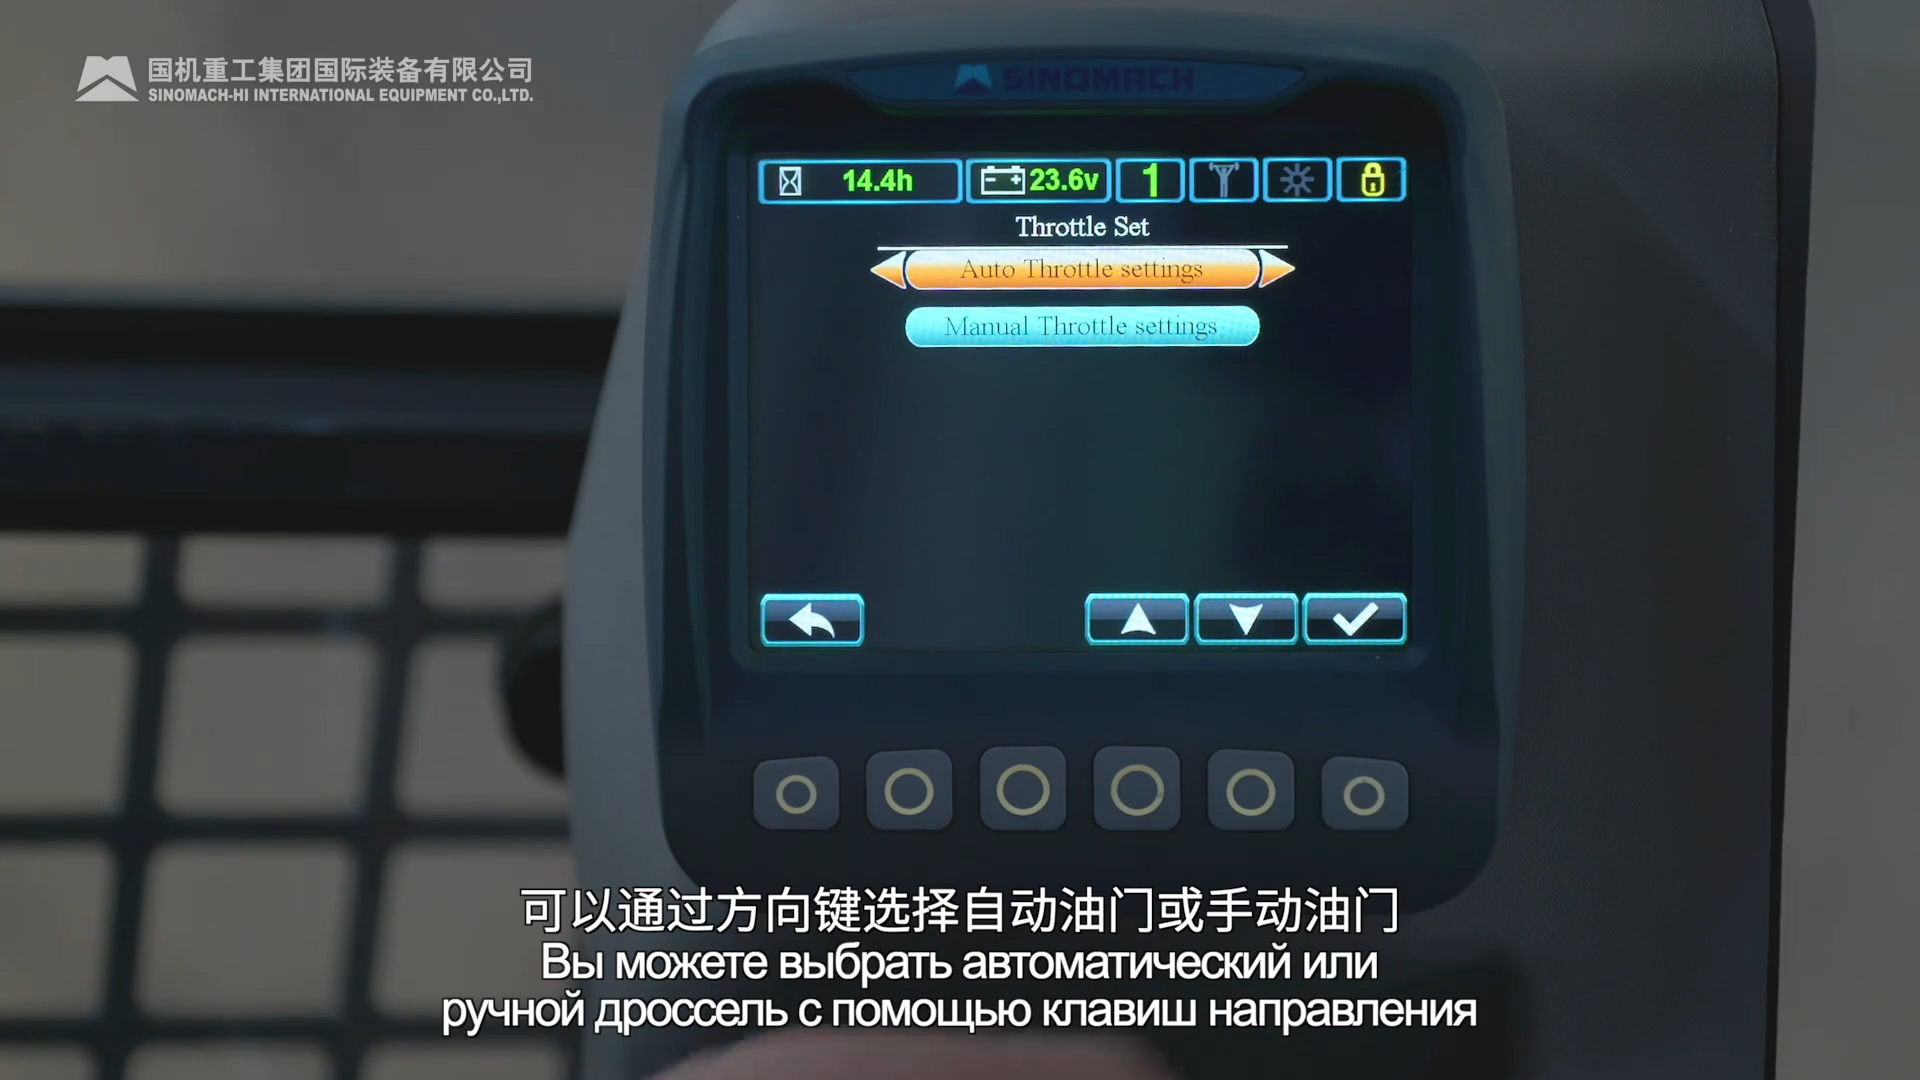 国机重工集团国际装备有限公司
SINOMACH-HI INTERNATIONAL EQUIPMENT CO.,LTD.
SINOMACH
14.4h
23.6v
1
Throttle Set
Auto Throttle settings
Manual Throttle settings
可以通过方向键选择自动油门或手动油门
Вы можете выбрать автоматический или
ручной дроссель с помощью клавиш направления